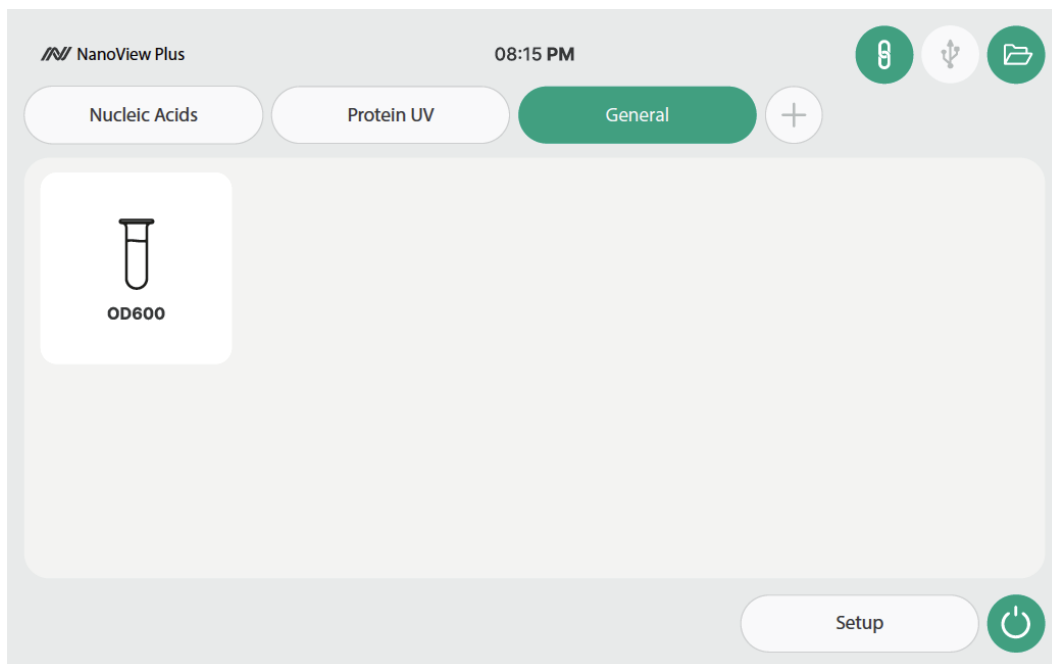 NanoView Plus
08:15 PM
Nucleic Acids
Protein UV
General
OD600
Setup